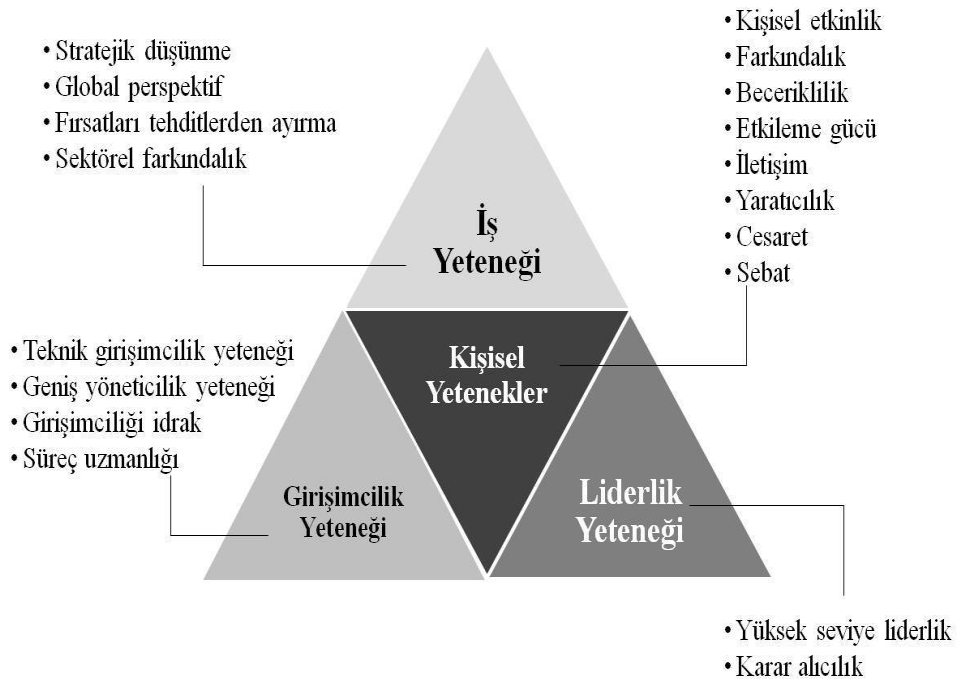 • Stratejik düşünme
• Global perspektif
• Fırsatları tehditlerden ayırma
• Sektörel farkındalık
• Kişisel etkinlik
• Farkındalık
• Beceriklilik
• Etkileme gücü
• İletişim
• Yaratıcılık
• Cesaret
• Sebat
İş
Yeteneği
• Teknik girişimcilik yeteneği
• Geniş yöneticilik yeteneği
• Girişimciliği idrak
• Süreç uzmanlığı
Kişisel
Yetenekler
Girişimcilik
Yeteneği
Liderlik
Yeteneği
• Yüksek seviye liderlik
• Karar alıcılık